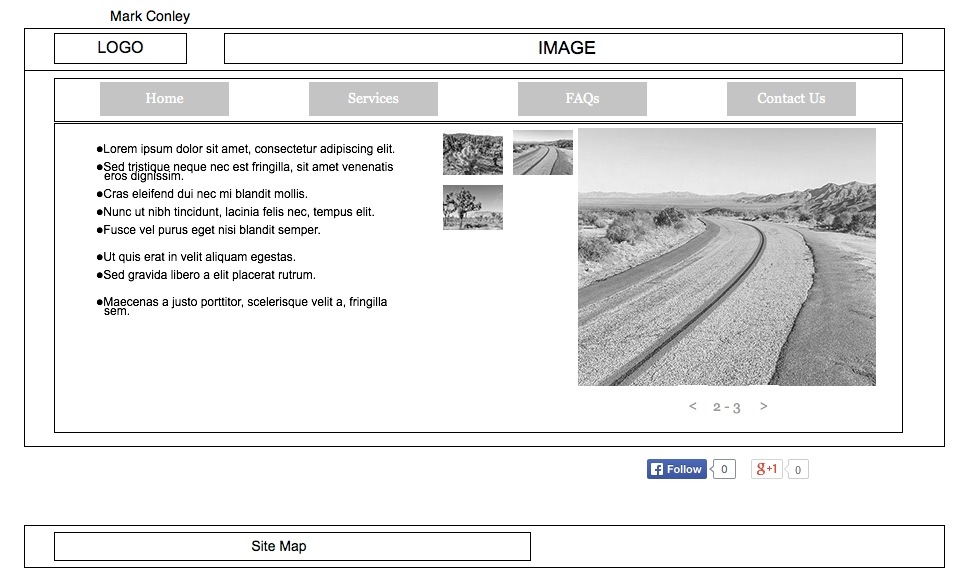 Mark Conley
LOGO
IMAGE
Home
Services
FAQs
Contact Us
●Lorem ipsum dolor sit amet, consectetur adipiscing elit.
●Sed tristique neque nec est fringilla, sit amet venenatis
eros dignissim.
●Cras eleifend dui nec mi blandit mollis.
●Nunc ut nibh tincidunt, lacinia felis nec, tempus elit.
●Fusce vel purus eget nisi blandit semper.
●Ut quis erat in velit aliquam egestas.
●Sed gravida libero a elit placerat rutrum.
●Maecenas a justo porttitor, scelerisque velit a, fringilla
sem.
< 2 - 3 >
f Follow 0
g+1 0
Site Map